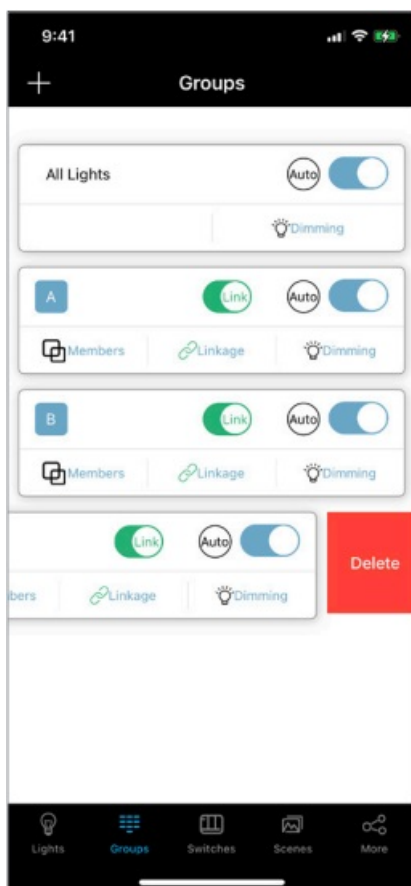 9:41
Groups
All Lights Auto
Dimming
A Link Auto
Members Linkage Dimming
B Link Auto
Members Linkage Dimming
Link Auto Delete
bers Linkage Dimming
Lights Groups Switches Scenes More